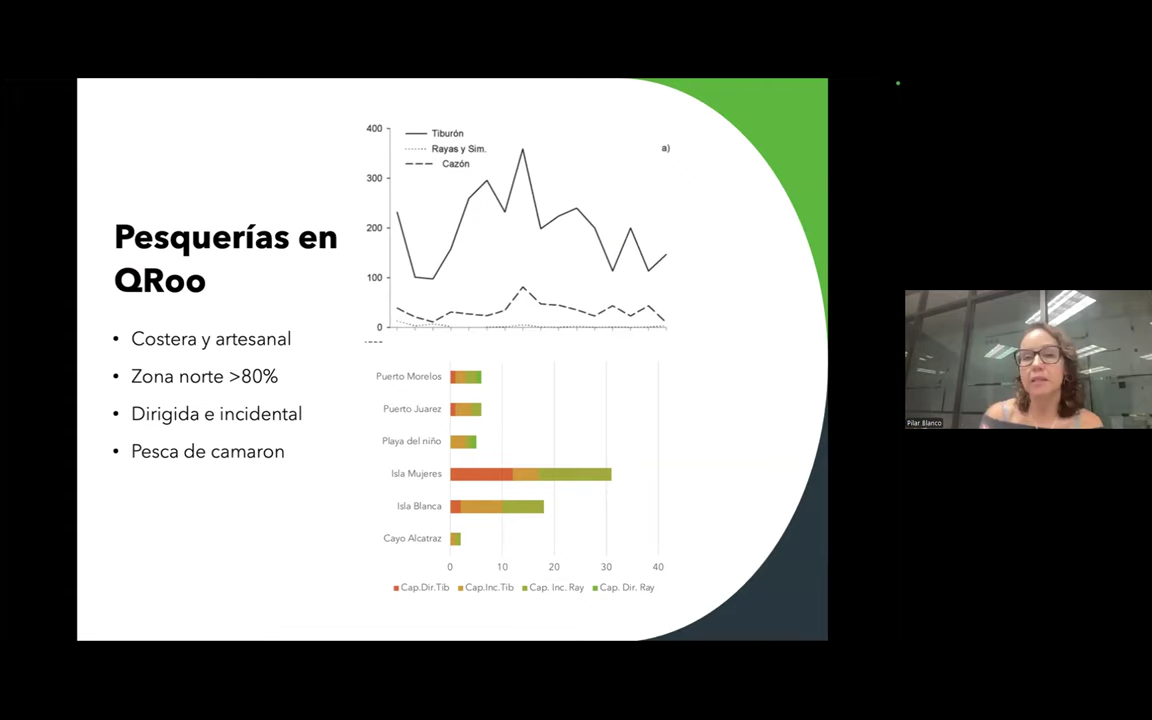 Pesquerías en
QRoo
• Costera y artesanal
• Zona norte >80%
• Dirigida e incidental
• Pesca de camaron
400
300
200
100
0
Tiburón
Rayas y Sim.
Cazón
a)
Puerto Morelos
Puerto Juarez
Playa del niño
Isla Mujeres
Isla Blanca
Cayo Alcatraz
0 10 20 30 40
Cap.Dir.Tib Cap.Inc.Tib Cap. Inc. Ray Cap. Dir. Ray
Pilar Blanco